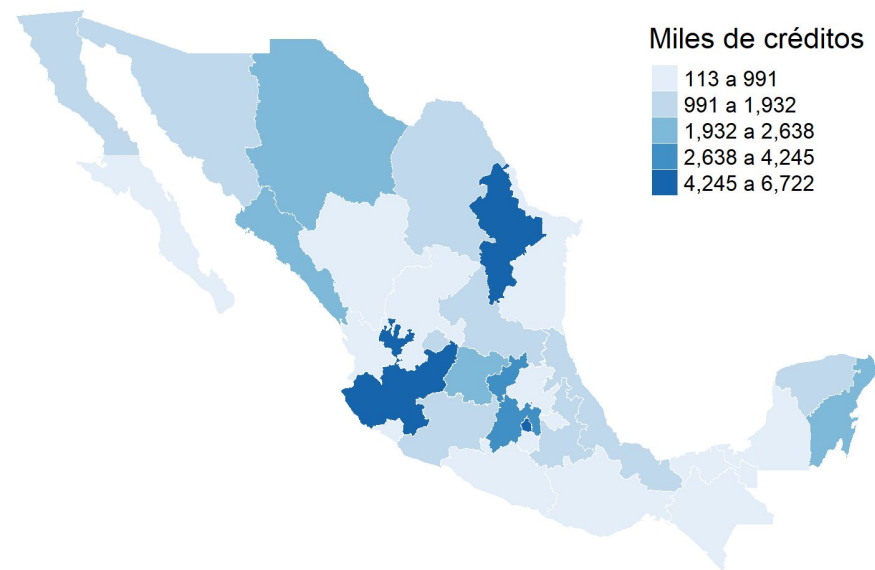 Miles de créditos
113 a 991
991 a 1,932
1,932 a 2,638
2,638 a 4,245
4,245 a 6,722